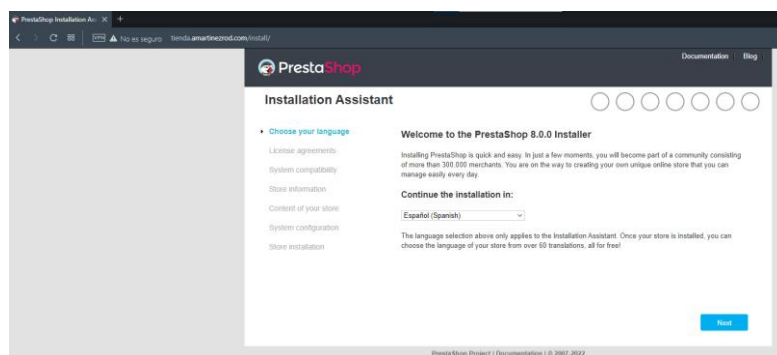 PrestaShop Installation Ass
No es seguro tienda.amartinezrod.com/install/
PrestaShop
Documentation Blog
Installation Assistant
Choose your language
License agreements
System compatibility
Store information
Content of your store
System configuration
Store installation
Welcome to the PrestaShop 8.0.0 Installer
Installing PrestaShop is quick and easy. In just a few moments, you will become part of a community consisting
of more than 300,000 merchants. You are on the way to creating your own unique online store that you can
manage easily every day.
Continue the installation in:
Español (Spanish)
The language selection above only applies to the Installation Assistant. Once your store is installed, you can
choose the language of your store from over 60 translations, all for free!
Next
PrestaShop Project | Documentation | © 2007-2022